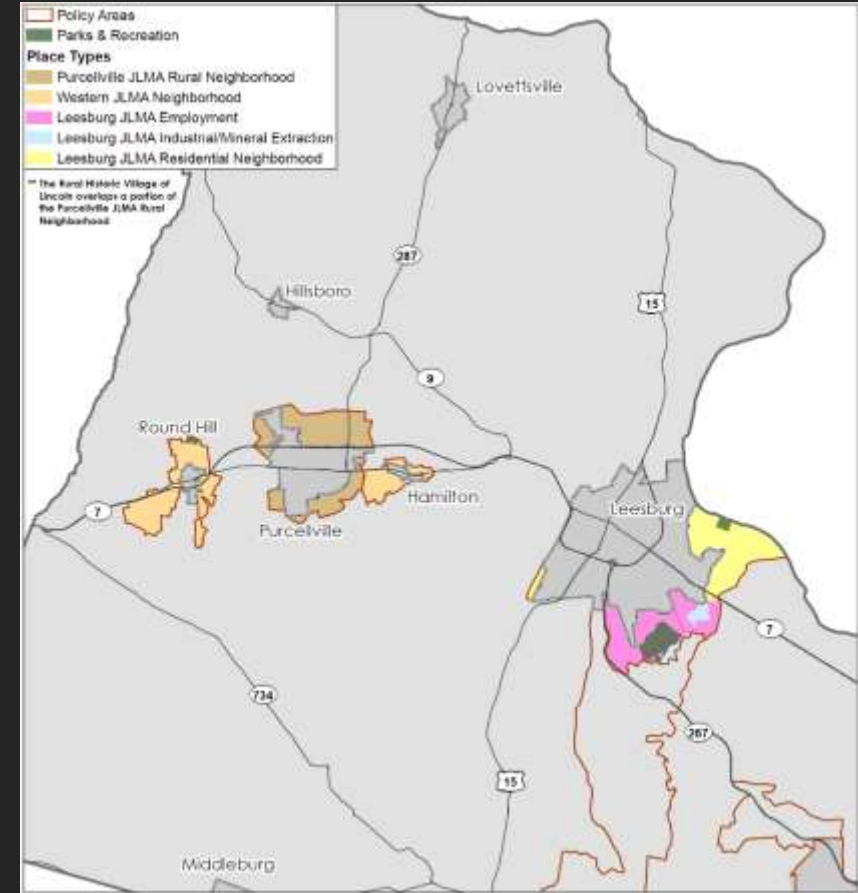 Policy Areas
Parks & Recreation
Place Types
Purcellville JLMA Rural Neighborhood
Western JLMA Neighborhood
Leesburg JLMA Employment
Leesburg JLMA Industrial/Mineral Extraction
Leesburg JLMA Residential Neighborhood
** The Rural Historic Village of
Lincoln overlaps a portion of
the Purcellville JLMA Rural
Neighborhood
Lovettsville
287
Hillsboro
15
9
Round Hill
Hamilton
7
Purcellville
Leesburg
7
734
267
15
Middleburg